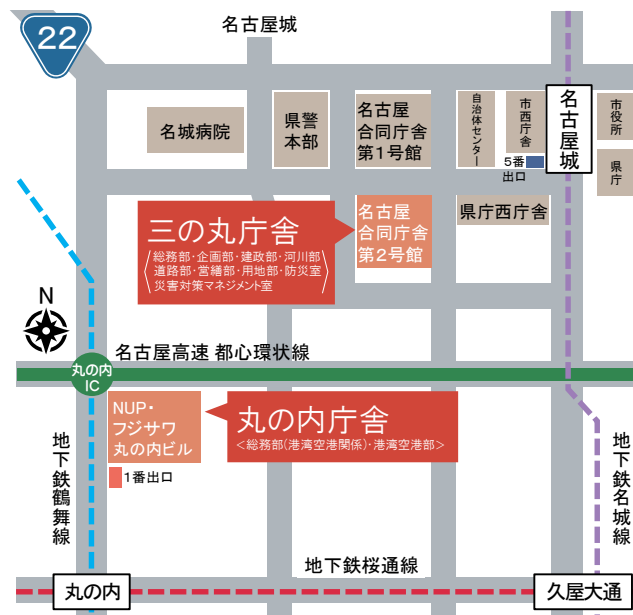 22
名古屋城
名城病院
県警
本部
名古屋
合同庁舎
第1号館
自治体センター
市西庁舎
5番
出口
名古屋城
市役所
県庁
三の丸庁舎
総務部・企画部・建政部・河川部
道路部・営繕部・用地部・防災室
災害対策マネジメント室
名古屋
合同庁舎
第2号館
県庁西庁舎
N
名古屋高速 都心環状線
丸の内
IC
NUP・
フジサワ
丸の内ビル
丸の内庁舎
<総務部(港湾空港関係)・港湾空港部>
1番出口
地下鉄鶴舞線
地下鉄名城線
地下鉄桜通線
丸の内
久屋大通